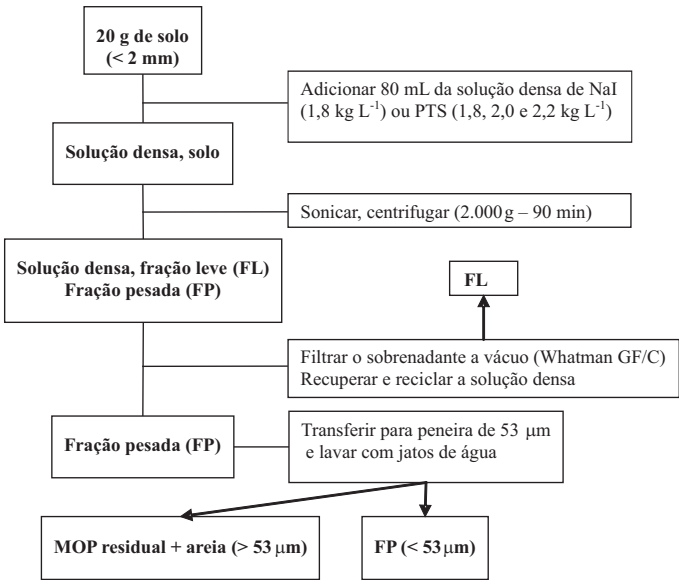 20 g de solo
(< 2 mm)
Adicionar 80 mL da solução densa de NaI
(1,8 kg L⁻¹) ou PTS (1,8, 2,0 e 2,2 kg L⁻¹)
Solução densa, solo
Sonicar, centrifugar (2.000 g – 90 min)
Solução densa, fração leve (FL)
Fração pesada (FP)
FL
Filtrar o sobrenadante a vácuo (Whatman GF/C)
Recuperar e reciclar a solução densa
Fração pesada (FP)
Transferir para peneira de 53 μm
e lavar com jatos de água
MOP residual + areia (> 53 μm)
FP (< 53 μm)